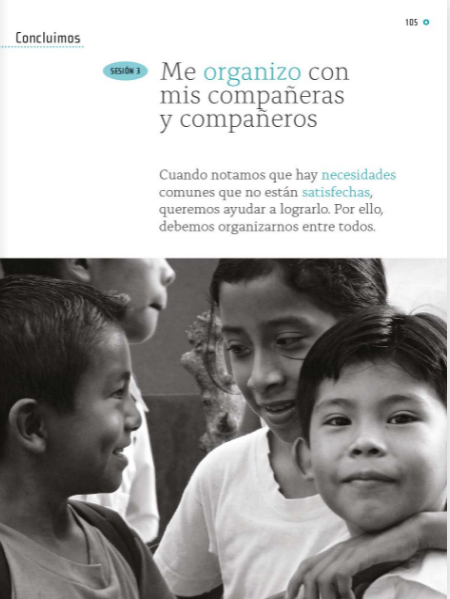 105
Concluimos
SESIÓN 3
Me organizo con
mis compañeras
y compañeros
Cuando notamos que hay necesidades
comunes que no están satisfechas,
queremos ayudar a lograrlo. Por ello,
debemos organizarnos entre todos.